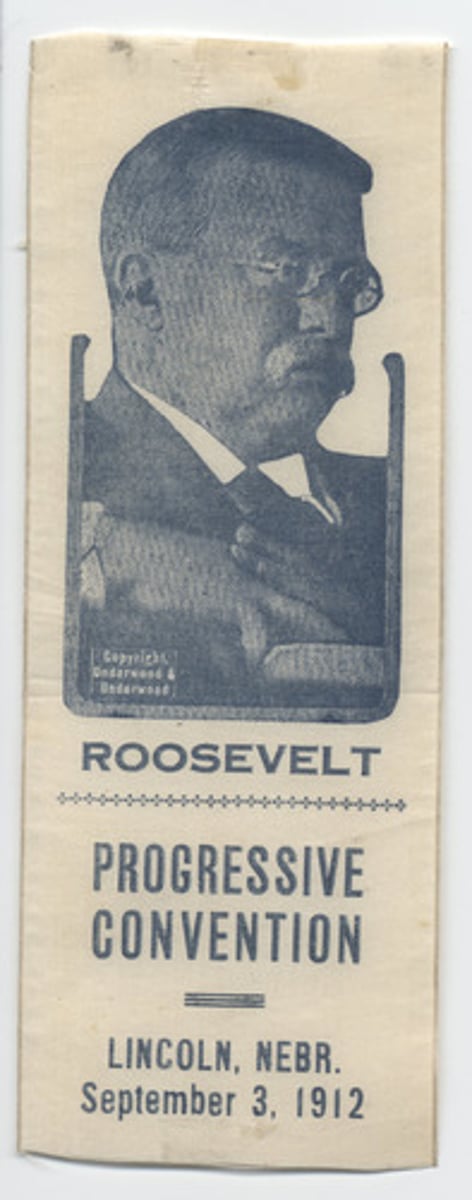 Copyright,
Underwood &
Underwood
ROOSEVELT
PROGRESSIVE
CONVENTION
LINCOLN, NEBR.
September 3, 1912